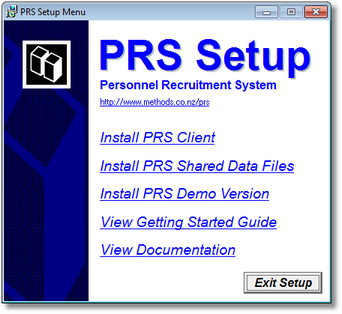 PRS Setup Menu
PRS Setup
Personnel Recruitment System
http://www.methods.co.nz/prs
Install PRS Client
Install PRS Shared Data Files
Install PRS Demo Version
View Getting Started Guide
View Documentation
Exit Setup